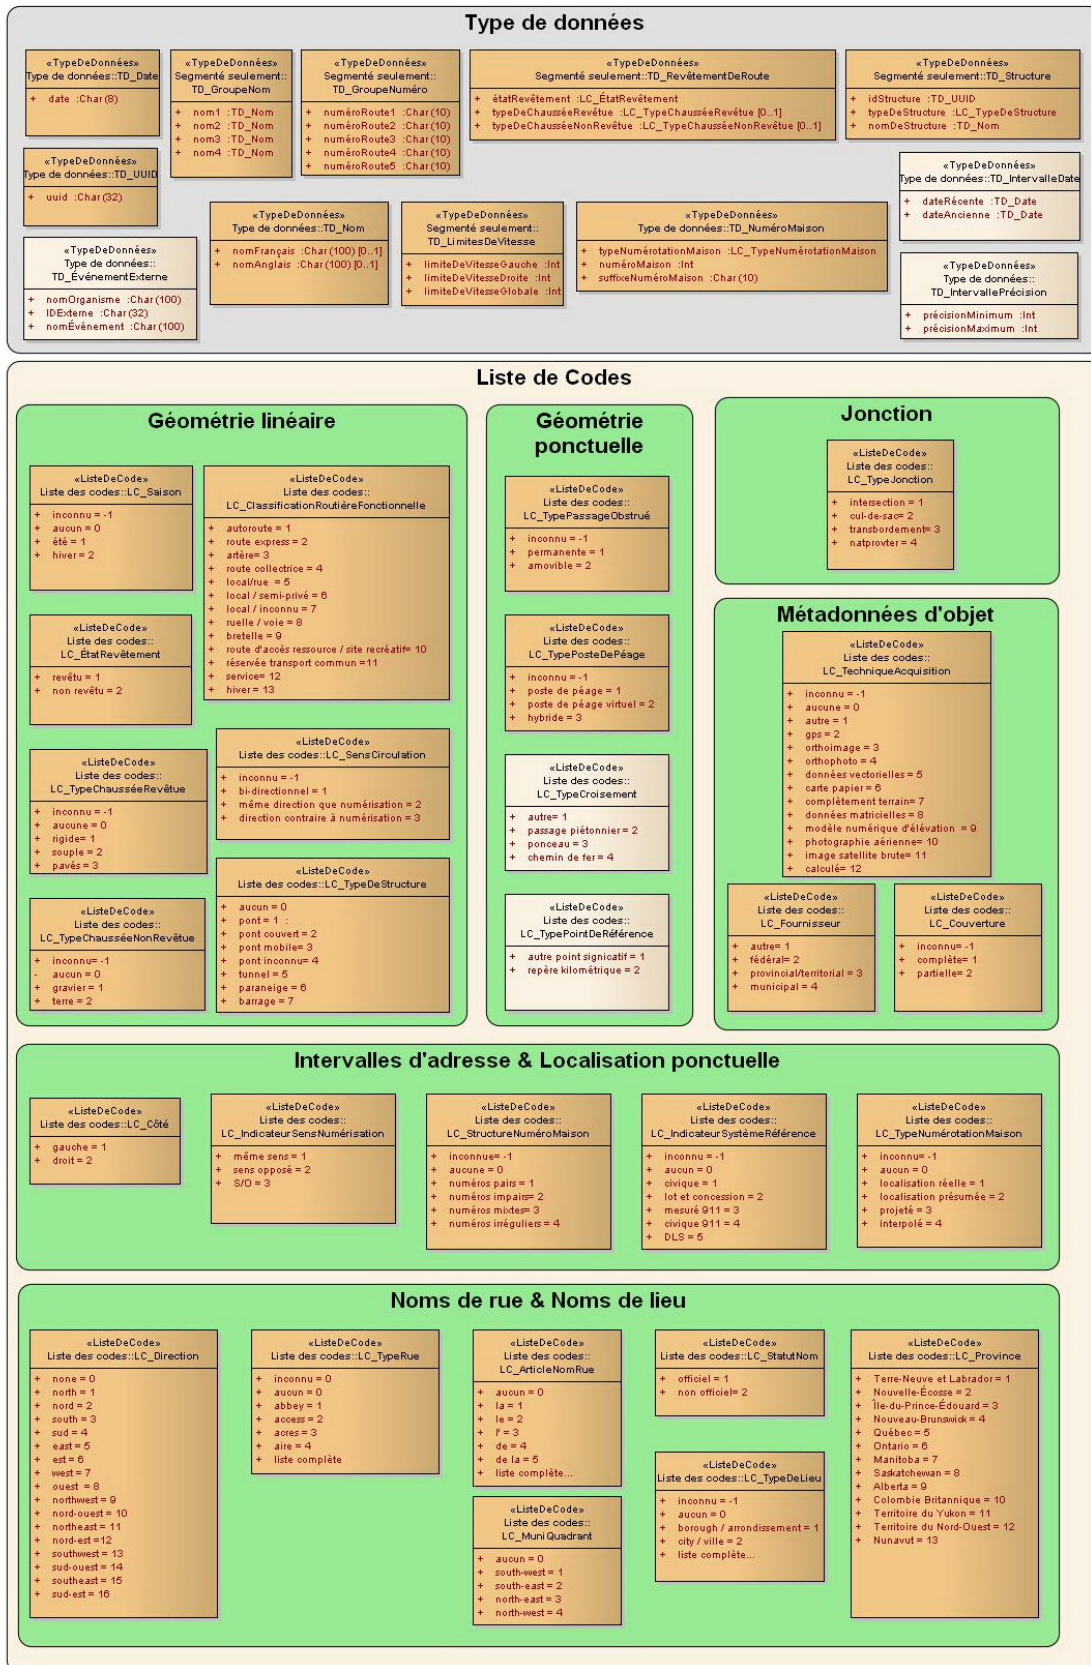 Type de données
«TypeDeDonnées»
Type de données::TD_Date
+ date :Char(8)
«TypeDeDonnées»
Segmenté seulement::
TD_GroupeNom
+ nom1 :TD_Nom
+ nom2 :TD_Nom
+ nom3 :TD_Nom
+ nom4 :TD_Nom
«TypeDeDonnées»
Segmenté seulement::
TD_GroupeNuméro
+ numéroRoute1 :Char(10)
+ numéroRoute2 :Char(10)
+ numéroRoute3 :Char(10)
+ numéroRoute4 :Char(10)
+ numéroRoute5 :Char(10)
«TypeDeDonnées»
Segmenté seulement::TD_RevêtementDeRoute
+ étatRevêtement :LC_ÉtatRevêtement
+ typeDeChausséeRevêtue :LC_TypeChausséeRevêtue [0..1]
+ typeDeChausséeNonRevêtue :LC_TypeChausséeNonRevêtue [0..1]
«TypeDeDonnées»
Segmenté seulement::TD_Structure
+ idStructure :TD_UUID
+ typeDeStructure :LC_TypeDeStructure
+ nomDeStructure :TD_Nom
«TypeDeDonnées»
Type de données::TD_UUID
+ uuid :Char(32)
«TypeDeDonnées»
Type de données::TD_IntervalleDate
+ dateRécente :TD_Date
+ dateAncienne :TD_Date
«TypeDeDonnées»
Type de données::
TD_ÉvénementExterne
+ nomOrganisme :Char(100)
+ IDExterne :Char(32)
+ nomÉvénement :Char(100)
«TypeDeDonnées»
Type de données::TD_Nom
+ nomFrançais :Char(100) [0..1]
+ nomAnglais :Char(100) [0..1]
«TypeDeDonnées»
Segmenté seulement::
TD_LimitesDeVitesse
+ limiteDeVitesseGauche :Int
+ limiteDeVitesseDroite :Int
+ limiteDeVitesseGlobale :Int
«TypeDeDonnées»
Type de données::TD_NuméroMaison
+ typeNumérotationMaison :LC_TypeNumérotationMaison
+ numéroMaison :Int
+ suffixeNuméroMaison :Char(10)
«TypeDeDonnées»
Type de données::
TD_IntervallePrécision
+ précisionMinimum :Int
+ précisionMaximum :Int
Liste de Codes
Géométrie linéaire
«ListeDeCode»
Liste des codes::LC_Saison
+ inconnu = -1
+ aucun = 0
+ été = 1
+ hiver = 2
«ListeDeCode»
Liste des codes::
LC_ClassificationRoutièreFonctionnelle
+ autoroute = 1
+ route express = 2
+ artère= 3
+ route collectrice = 4
+ local/rue = 5
+ local / semi-privé = 6
+ local / inconnu = 7
+ ruelle / voie = 8
+ bretelle = 9
+ route d'accès ressource / site recréatif= 10
+ réservée transport commun =11
+ service= 12
+ hiver = 13
«ListeDeCode»
Liste des codes::
LC_ÉtatRevêtement
+ revêtu = 1
+ non revêtu = 2
«ListeDeCode»
Liste des codes::LC_SensCirculation
+ inconnu = -1
+ bi-directionnel = 1
+ même direction que numérisation = 2
+ direction contraire à numérisation = 3
«ListeDeCode»
Liste des codes::
LC_TypeChausséeRevêtue
+ inconnu = -1
+ aucune = 0
+ rigide= 1
+ souple = 2
+ pavés = 3
«ListeDeCode»
Liste des codes::LC_TypeDeStructure
+ aucun = 0
+ pont = 1 :
+ pont couvert = 2
+ pont mobile= 3
+ pont inconnu= 4
+ tunnel = 5
+ paraneige = 6
+ barrage = 7
«ListeDeCode»
Liste des codes::
LC_TypeChausséeNonRevêtue
+ inconnu= -1
- aucun = 0
+ gravier = 1
+ terre = 2
Géométrie
ponctuelle
«ListeDeCode»
Liste des codes::
LC_TypePassageObstrué
+ inconnu = -1
+ permanente = 1
+ amovible = 2
«ListeDeCode»
Liste des codes::
LC_TypePosteDePéage
+ inconnu = -1
+ poste de péage = 1
+ poste de péage virtuel = 2
+ hybride = 3
«ListeDeCode»
Liste des codes::
LC_TypeCroisement
+ autre= 1
+ passage piétonnier = 2
+ ponceau = 3
+ chemin de fer = 4
«ListeDeCode»
Liste des codes::
LC_TypePointDeRéférence
+ autre point signicatif = 1
+ repère kilométrique = 2
Jonction
«ListeDeCode»
Liste des codes::
LC_TypeJonction
+ intersection = 1
+ cul-de-sac= 2
+ transbordement= 3
+ natprovter = 4
Métadonnées d'objet
«ListeDeCode»
Liste des codes::
LC_TechniqueAcquisition
+ inconnu = -1
+ aucune = 0
+ autre = 1
+ gps = 2
+ orthoimage = 3
+ orthophoto = 4
+ données vectorielles = 5
+ carte papier = 6
+ complètement terrain= 7
+ données matricielles = 8
+ modèle numérique d'élévation = 9
+ photographie aérienne= 10
+ image satellite brute= 11
+ calculé= 12
«ListeDeCode»
Liste des codes::
LC_Fournisseur
+ autre= 1
+ fédéral= 2
+ provincial/territorial = 3
+ municipal = 4
«ListeDeCode»
Liste des codes::
LC_Couverture
+ inconnu= -1
+ complète= 1
+ partielle= 2
Intervalles d'adresse & Localisation ponctuelle
«ListeDeCode»
Liste des codes::LC_Côté
+ gauche = 1
+ droit = 2
«ListeDeCode»
Liste des codes::
LC_IndicateurSensNumérisation
+ même sens = 1
+ sens opposé = 2
+ S/O = 3
«ListeDeCode»
Liste des codes::
LC_StructureNuméroMaison
+ inconnue= -1
+ aucune = 0
+ numéros pairs = 1
+ numéros impairs= 2
+ numéros mixtes= 3
+ numéros irréguliers = 4
«ListeDeCode»
Liste des codes::
LC_IndicateurSystèmeRéférence
+ inconnu = -1
+ aucun = 0
+ civique = 1
+ lot et concession = 2
+ mesuré 911 = 3
+ civique 911 = 4
+ DLS = 5
«ListeDeCode»
Liste des codes::
LC_TypeNumérotationMaison
+ inconnu= -1
+ aucun = 0
+ localisation réelle = 1
+ localisation présumée = 2
+ projeté = 3
+ interpolé = 4
Noms de rue & Noms de lieu
«ListeDeCode»
Liste des codes::LC_Direction
+ none = 0
+ north = 1
+ nord = 2
+ south = 3
+ sud = 4
+ east = 5
+ est = 6
+ west = 7
+ ouest = 8
+ northwest = 9
+ nord-ouest = 10
+ northeast = 11
+ nord-est =12
+ southwest = 13
+ sud-ouest = 14
+ southeast = 15
+ sud-est = 16
«ListeDeCode»
Liste des codes::LC_TypeRue
+ inconnu = 0
+ aucun = 0
+ abbey = 1
+ access = 2
+ acres = 3
+ aire = 4
+ liste complète
«ListeDeCode»
Liste des codes::
LC_ArticleNomRue
+ aucun = 0
+ la = 1
+ le = 2
+ l' = 3
+ de = 4
+ de la = 5
+ liste complète...
«ListeDeCode»
Liste des codes::
LC_MuniQuadrant
+ aucun = 0
+ south-west = 1
+ south-east = 2
+ north-east = 3
+ north-west = 4
«ListeDeCode»
Liste des codes::LC_StatutNom
+ officiel = 1
+ non officiel= 2
«ListeDeCode»
Liste des codes::LC_TypeDeLieu
+ inconnu = -1
+ aucun = 0
+ borough / arrondissement = 1
+ city / ville = 2
+ liste complète...
«ListeDeCode»
Liste des codes::LC_Province
+ Terre-Neuve et Labrador = 1
+ Nouvelle-Écosse = 2
+ Île-du-Prince-Édouard = 3
+ Nouveau-Brunswick = 4
+ Québec = 5
+ Ontario = 6
+ Manitoba = 7
+ Saskatchewan = 8
+ Alberta = 9
+ Colombie Britannique = 10
+ Territoire du Yukon = 11
+ Territoire du Nord-Ouest = 12
+ Nunavut = 13